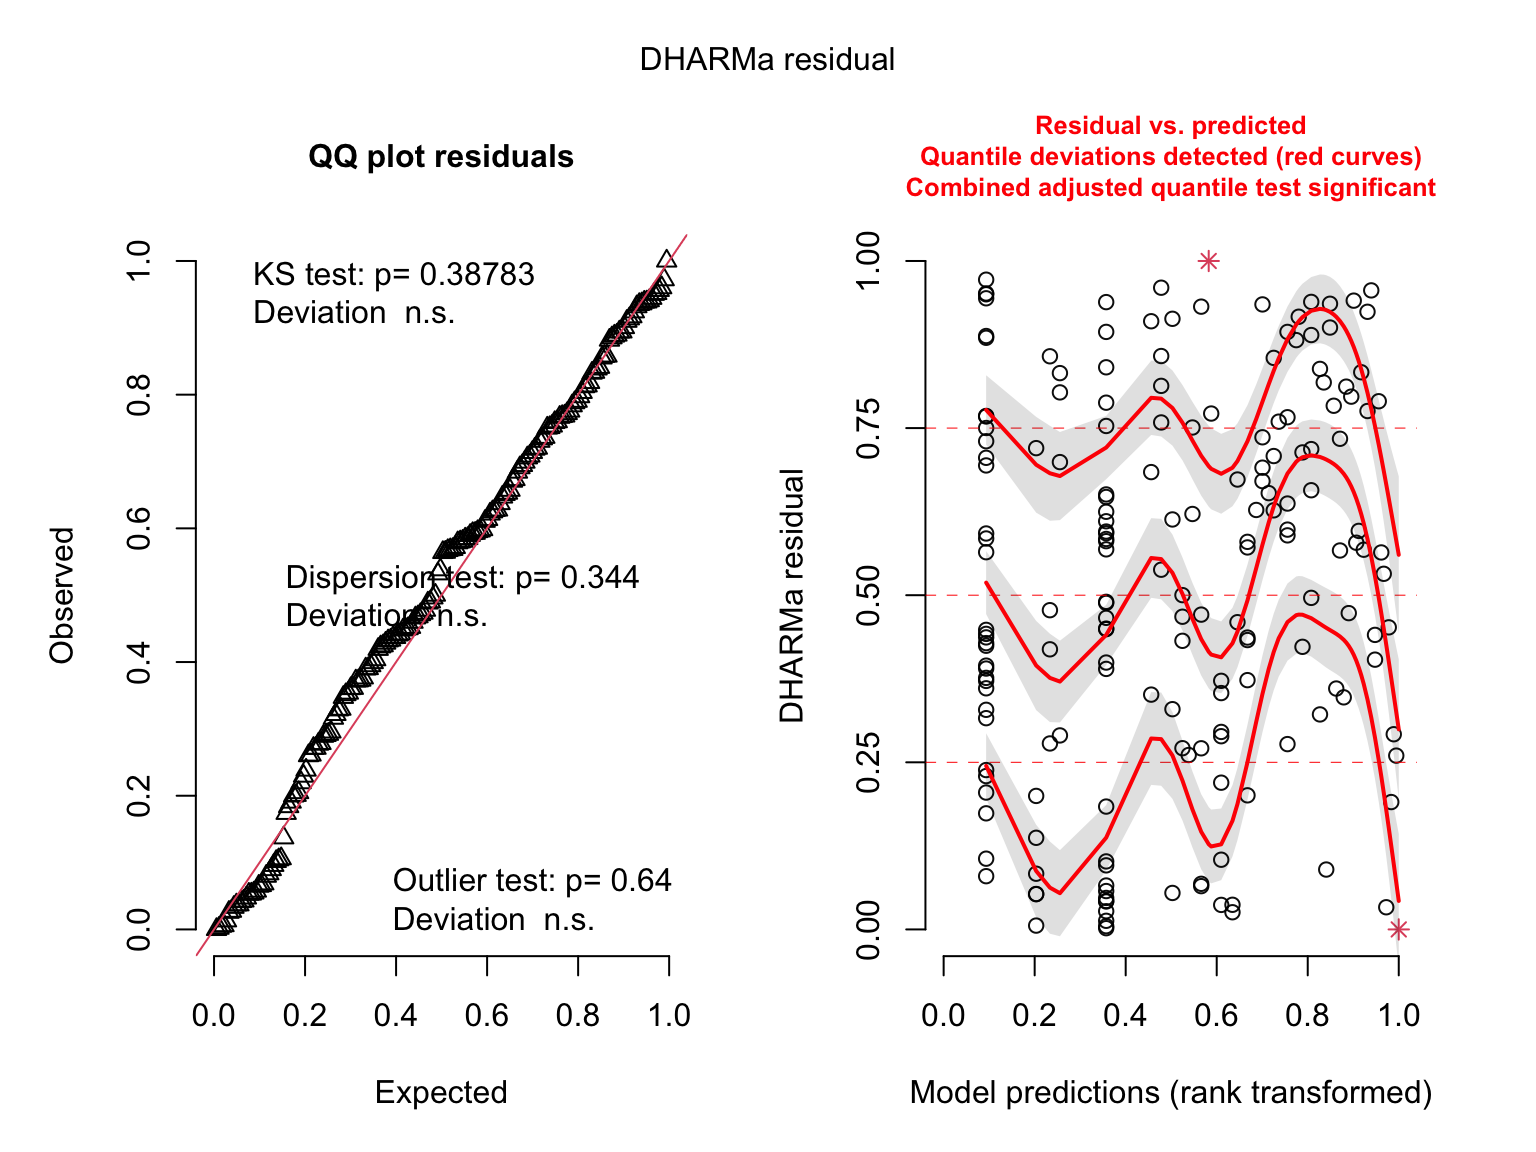 DHARMa residual
QQ plot residuals
KS test: p= 0.38783
Deviation  n.s.
Dispersion test: p= 0.344
Deviation  n.s.
Outlier test: p= 0.64
Deviation  n.s.
Observed
0.0
0.2
0.4
0.6
0.8
1.0
0.0 0.2 0.4 0.6 0.8 1.0
Expected
Residual vs. predicted
Quantile deviations detected (red curves)
Combined adjusted quantile test significant
DHARMa residual
0.00
0.25
0.50
0.75
1.00
0.0 0.2 0.4 0.6 0.8 1.0
Model predictions (rank transformed)